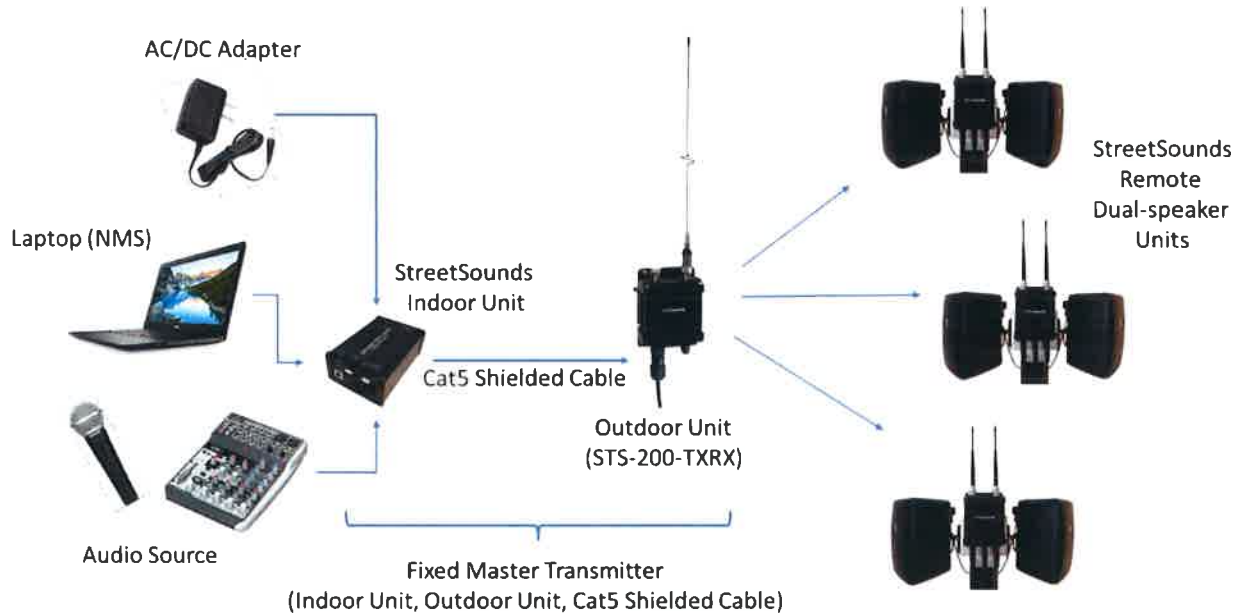 AC/DC Adapter
Laptop (NMS)
StreetSounds
Indoor Unit
Cat5 Shielded Cable
Audio Source
Outdoor Unit
(STS-200-TXRX)
StreetSounds
Remote
Dual-speaker
Units
Fixed Master Transmitter
(Indoor Unit, Outdoor Unit, Cat5 Shielded Cable)